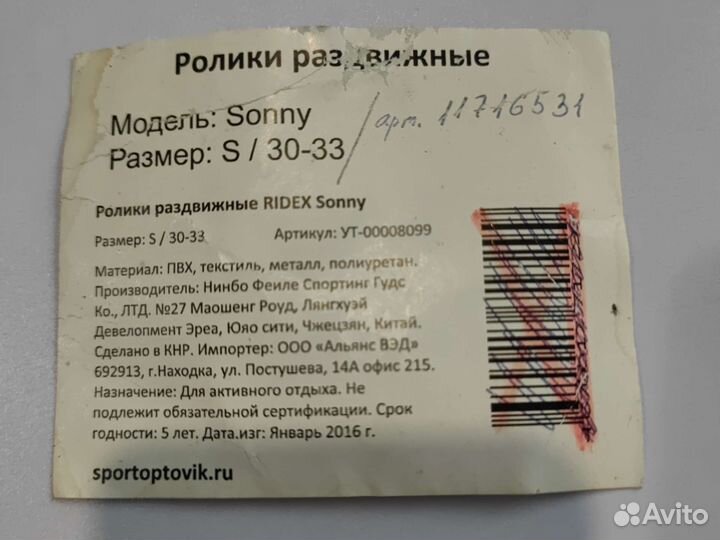 Ролики раздвижные
Модель: Sonny
арт. 11716531
Размер: S / 30-33
Ролики раздвижные RIDEX Sonny
Размер: S / 30-33 Артикул: УТ-00008099
Материал: ПВХ, текстиль, металл, полиуретан.
Производитель: Нинбо Феиле Спортинг Гудс
Ко., ЛТД. №27 Маошенг Роуд, Лянгхуэй
Девелопмент Эреа, Юяо сити, Чжецзян, Китай.
Сделано в КНР. Импортер: ООО «Альянс ВЭД»
692913, г.Находка, ул. Постушева, 14А офис 215.
Назначение: Для активного отдыха. Не
подлежит обязательной сертификации. Срок
годности: 5 лет. Дата.изг: Январь 2016 г.
sportoptovik.ru
Avito